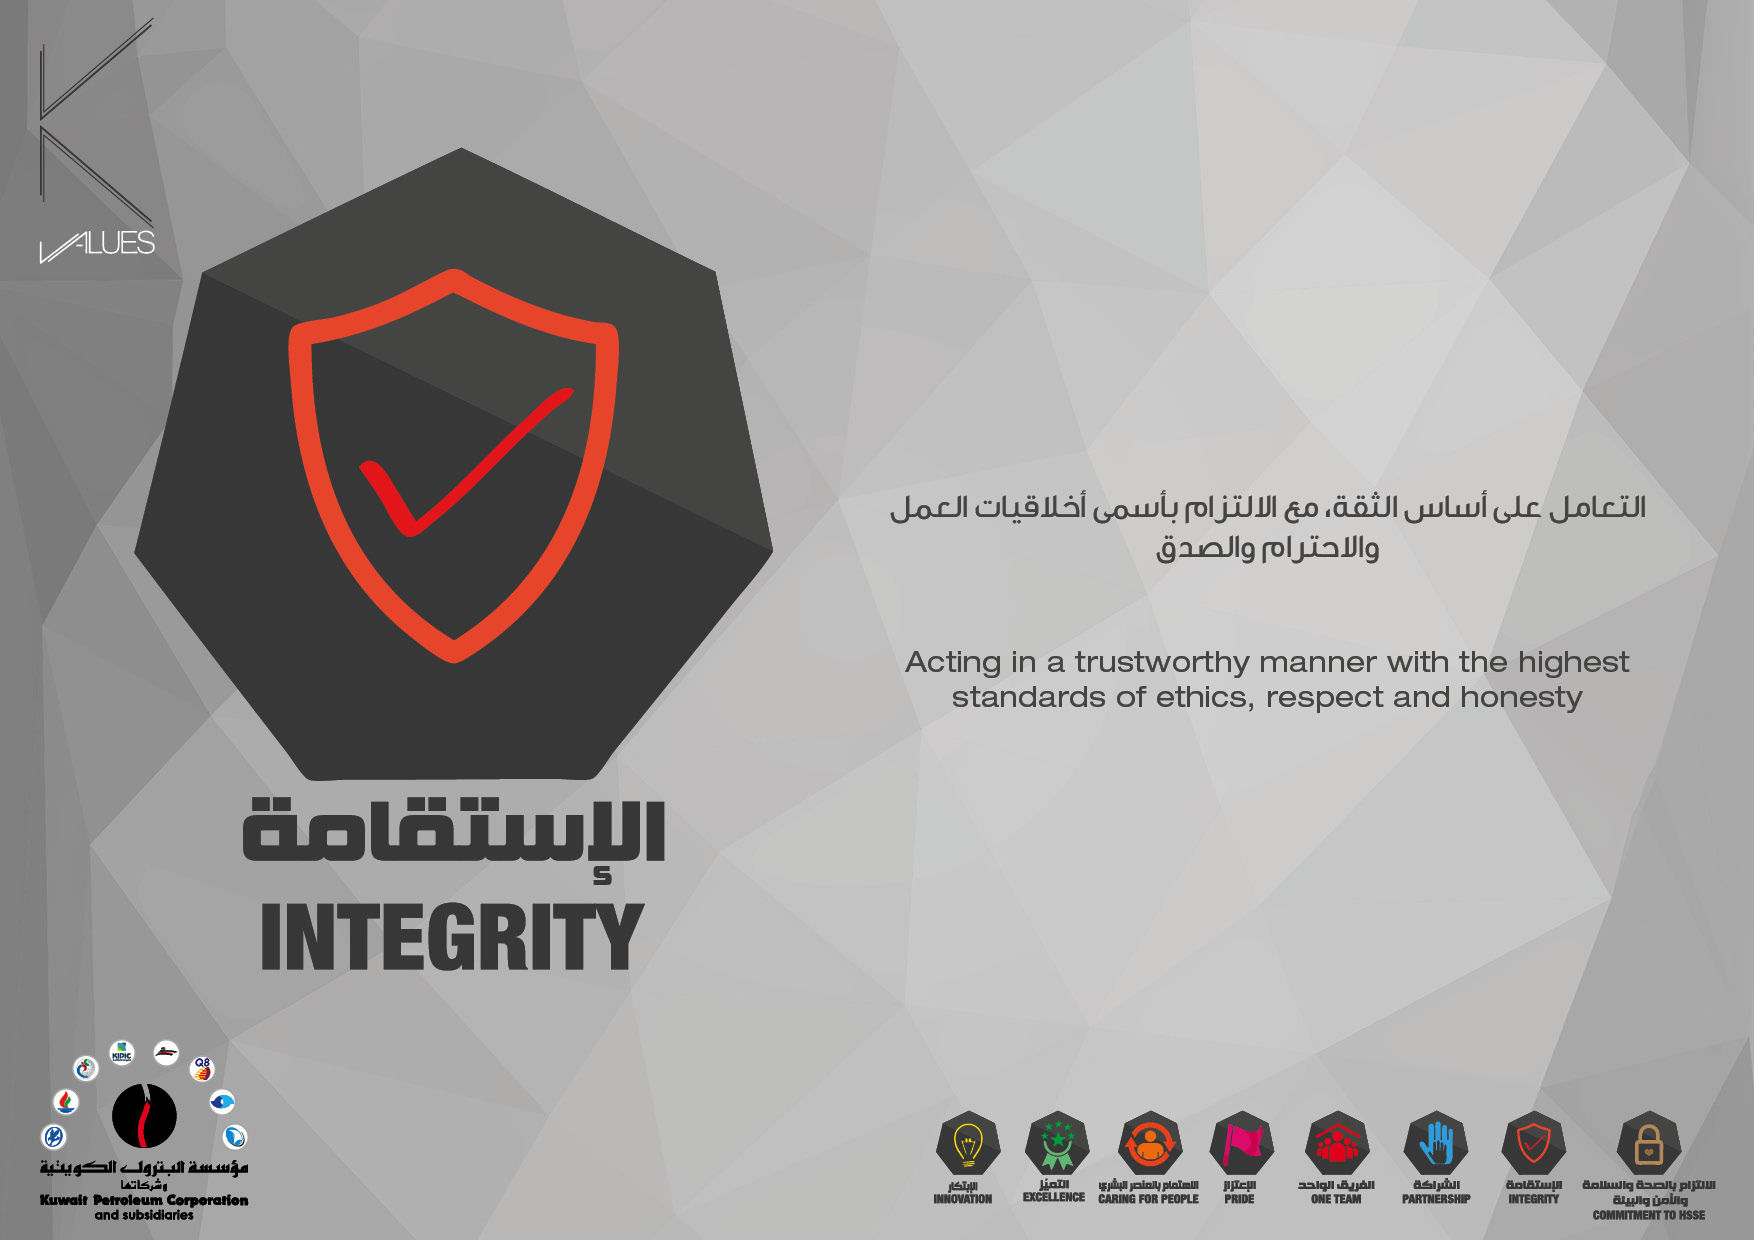 VALUES
التعامل على أساس الثقة، مع الالتزام بأسمى أخلاقيات العمل
والاحترام والصدق
Acting in a trustworthy manner with the highest
standards of ethics, respect and honesty
الإستقامة
INTEGRITY
KIPIC
Q8
مؤسسة البترول الكويتية
وشركاتها
Kuwait Petroleum Corporation
and subsidiaries
الإبتكار
INNOVATION
التميّز
EXCELLENCE
الاهتمام بالعنصر البشري
CARING FOR PEOPLE
الإعتزاز
PRIDE
الفريق الواحد
ONE TEAM
الشراكة
PARTNERSHIP
الإستقامة
INTEGRITY
الالتزام بالصحة والسلامة
والأمن والبيئة
COMMITMENT TO HSSE